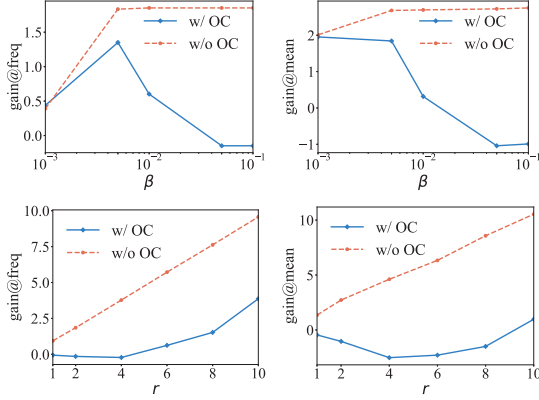 gain@freq
1.5
1.0
0.5
0.0
w/ OC
w/o OC
10⁻³
10⁻²
10⁻¹
β
gain@mean
2
1
0
−1
w/ OC
w/o OC
10⁻³
10⁻²
10⁻¹
β
gain@freq
10.0
7.5
5.0
2.5
0.0
w/ OC
w/o OC
1 2 4 6 8 10
r
gain@mean
10
5
0
w/ OC
w/o OC
1 2 4 6 8 10
r